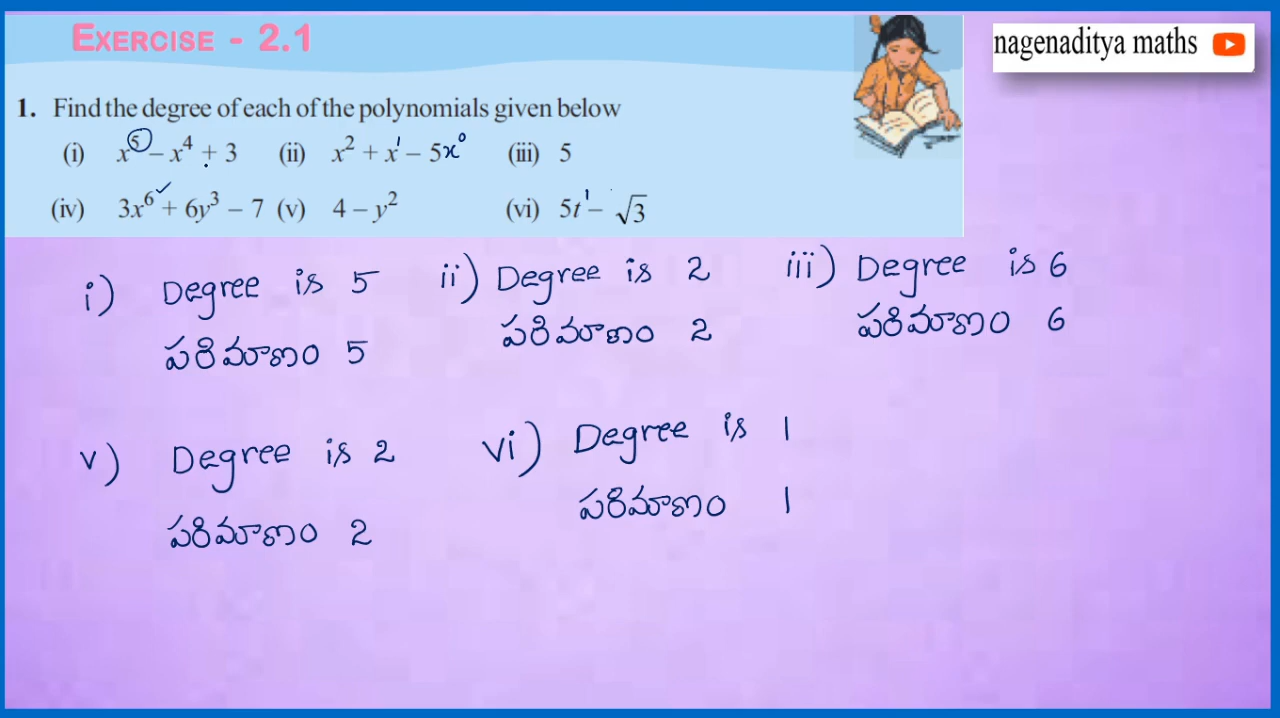 EXERCISE - 2.1
nagenaditya maths
1. Find the degree of each of the polynomials given below
(i) x⁵ – x⁴ + 3 (ii) x² + x¹ – 5x⁰ (iii) 5
(iv) 3x⁶ + 6y³ – 7 (v) 4 – y² (vi) 5t¹ – √3
i) Degree is 5 ii) Degree is 2 iii) Degree is 6
పరిమాణం 5 పరిమాణం 2 పరిమాణం 6
v) Degree is 2 vi) Degree is 1
పరిమాణం 2 పరిమాణం 1